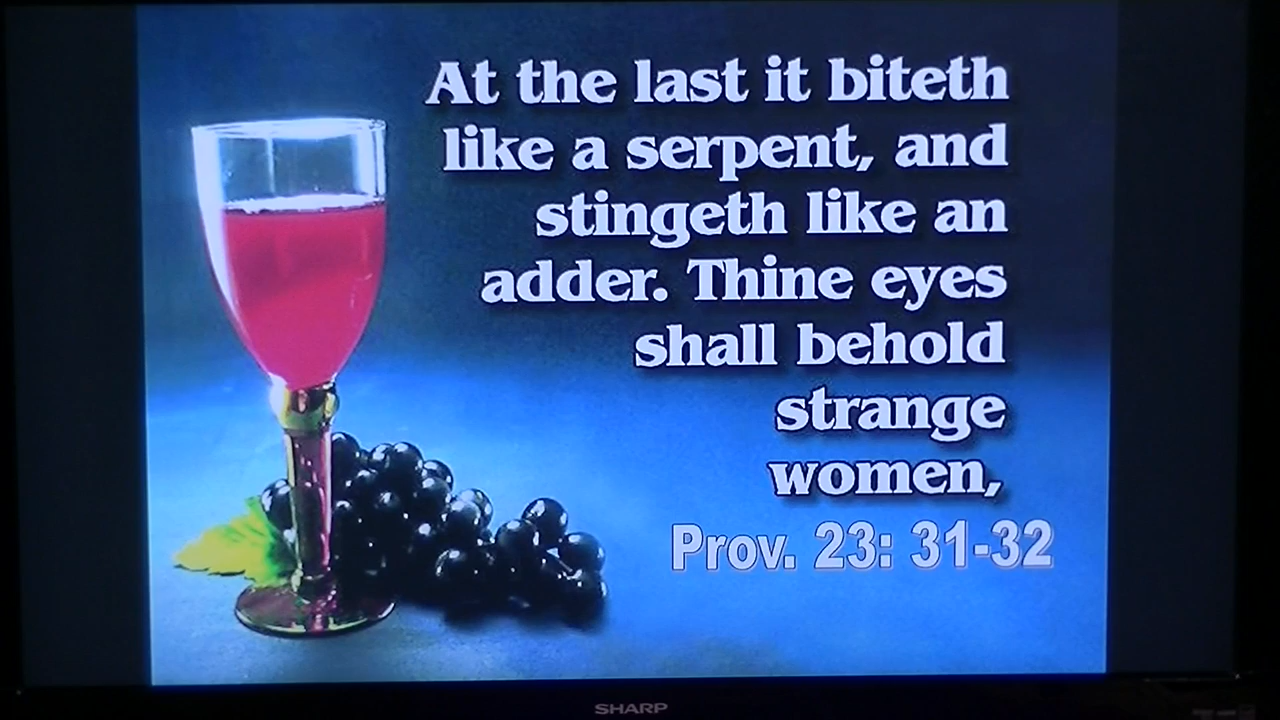 At the last it biteth
like a serpent, and
stingeth like an
adder. Thine eyes
shall behold
strange
women,
Prov. 23: 31-32
SHARP